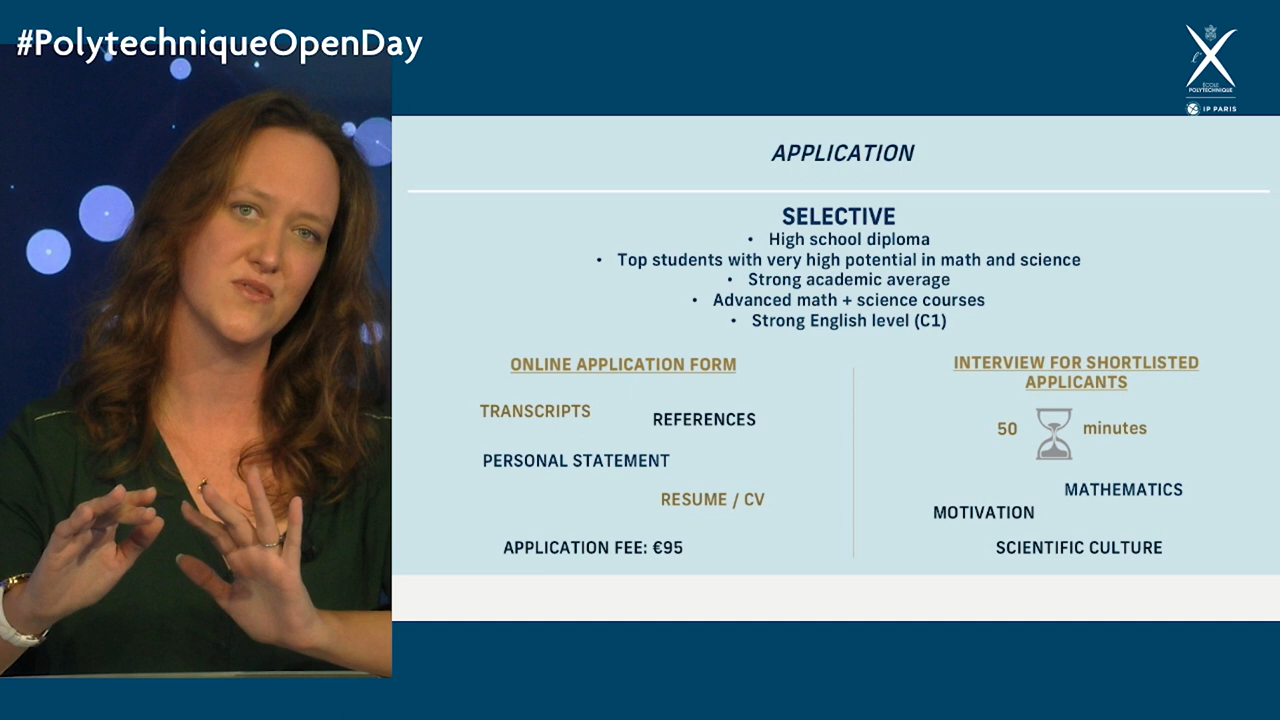 #PolytechniqueOpenDay
ÉCOLE
POLYTECHNIQUE
IP PARIS
APPLICATION
SELECTIVE
• High school diploma
• Top students with very high potential in math and science
• Strong academic average
• Advanced math + science courses
• Strong English level (C1)
ONLINE APPLICATION FORM
TRANSCRIPTS
REFERENCES
PERSONAL STATEMENT
RESUME / CV
APPLICATION FEE: €95
INTERVIEW FOR SHORTLISTED
APPLICANTS
50 minutes
MATHEMATICS
MOTIVATION
SCIENTIFIC CULTURE